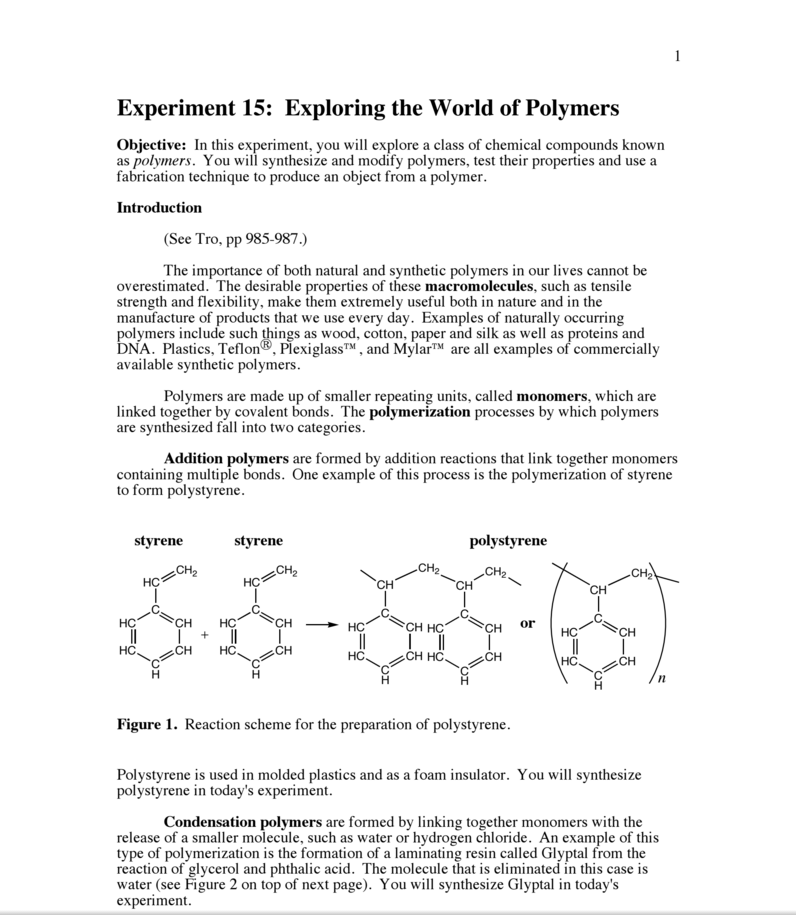 1
Experiment 15: Exploring the World of Polymers
Objective: In this experiment, you will explore a class of chemical compounds known
as polymers. You will synthesize and modify polymers, test their properties and use a
fabrication technique to produce an object from a polymer.
Introduction
(See Tro, pp 985-987.)
The importance of both natural and synthetic polymers in our lives cannot be
overestimated. The desirable properties of these macromolecules, such as tensile
strength and flexibility, make them extremely useful both in nature and in the
manufacture of products that we use every day. Examples of naturally occurring
polymers include such things as wood, cotton, paper and silk as well as proteins and
DNA. Plastics, Teflon®, Plexiglass™, and Mylar™ are all examples of commercially
available synthetic polymers.
Polymers are made up of smaller repeating units, called monomers, which are
linked together by covalent bonds. The polymerization processes by which polymers
are synthesized fall into two categories.
Addition polymers are formed by addition reactions that link together monomers
containing multiple bonds. One example of this process is the polymerization of styrene
to form polystyrene.
styrene styrene polystyrene
CH2 CH2 CH2 CH2 CH2
HC HC CH CH CH
C C C C C
HC CH + HC CH HC CH HC CH or HC CH
HC CH HC CH HC CH HC CH HC CH
C C C C C
H H H H H n
Figure 1. Reaction scheme for the preparation of polystyrene.
Polystyrene is used in molded plastics and as a foam insulator. You will synthesize
polystyrene in today's experiment.
Condensation polymers are formed by linking together monomers with the
release of a smaller molecule, such as water or hydrogen chloride. An example of this
type of polymerization is the formation of a laminating resin called Glyptal from the
reaction of glycerol and phthalic acid. The molecule that is eliminated in this case is
water (see Figure 2 on top of next page). You will synthesize Glyptal in today's
experiment.